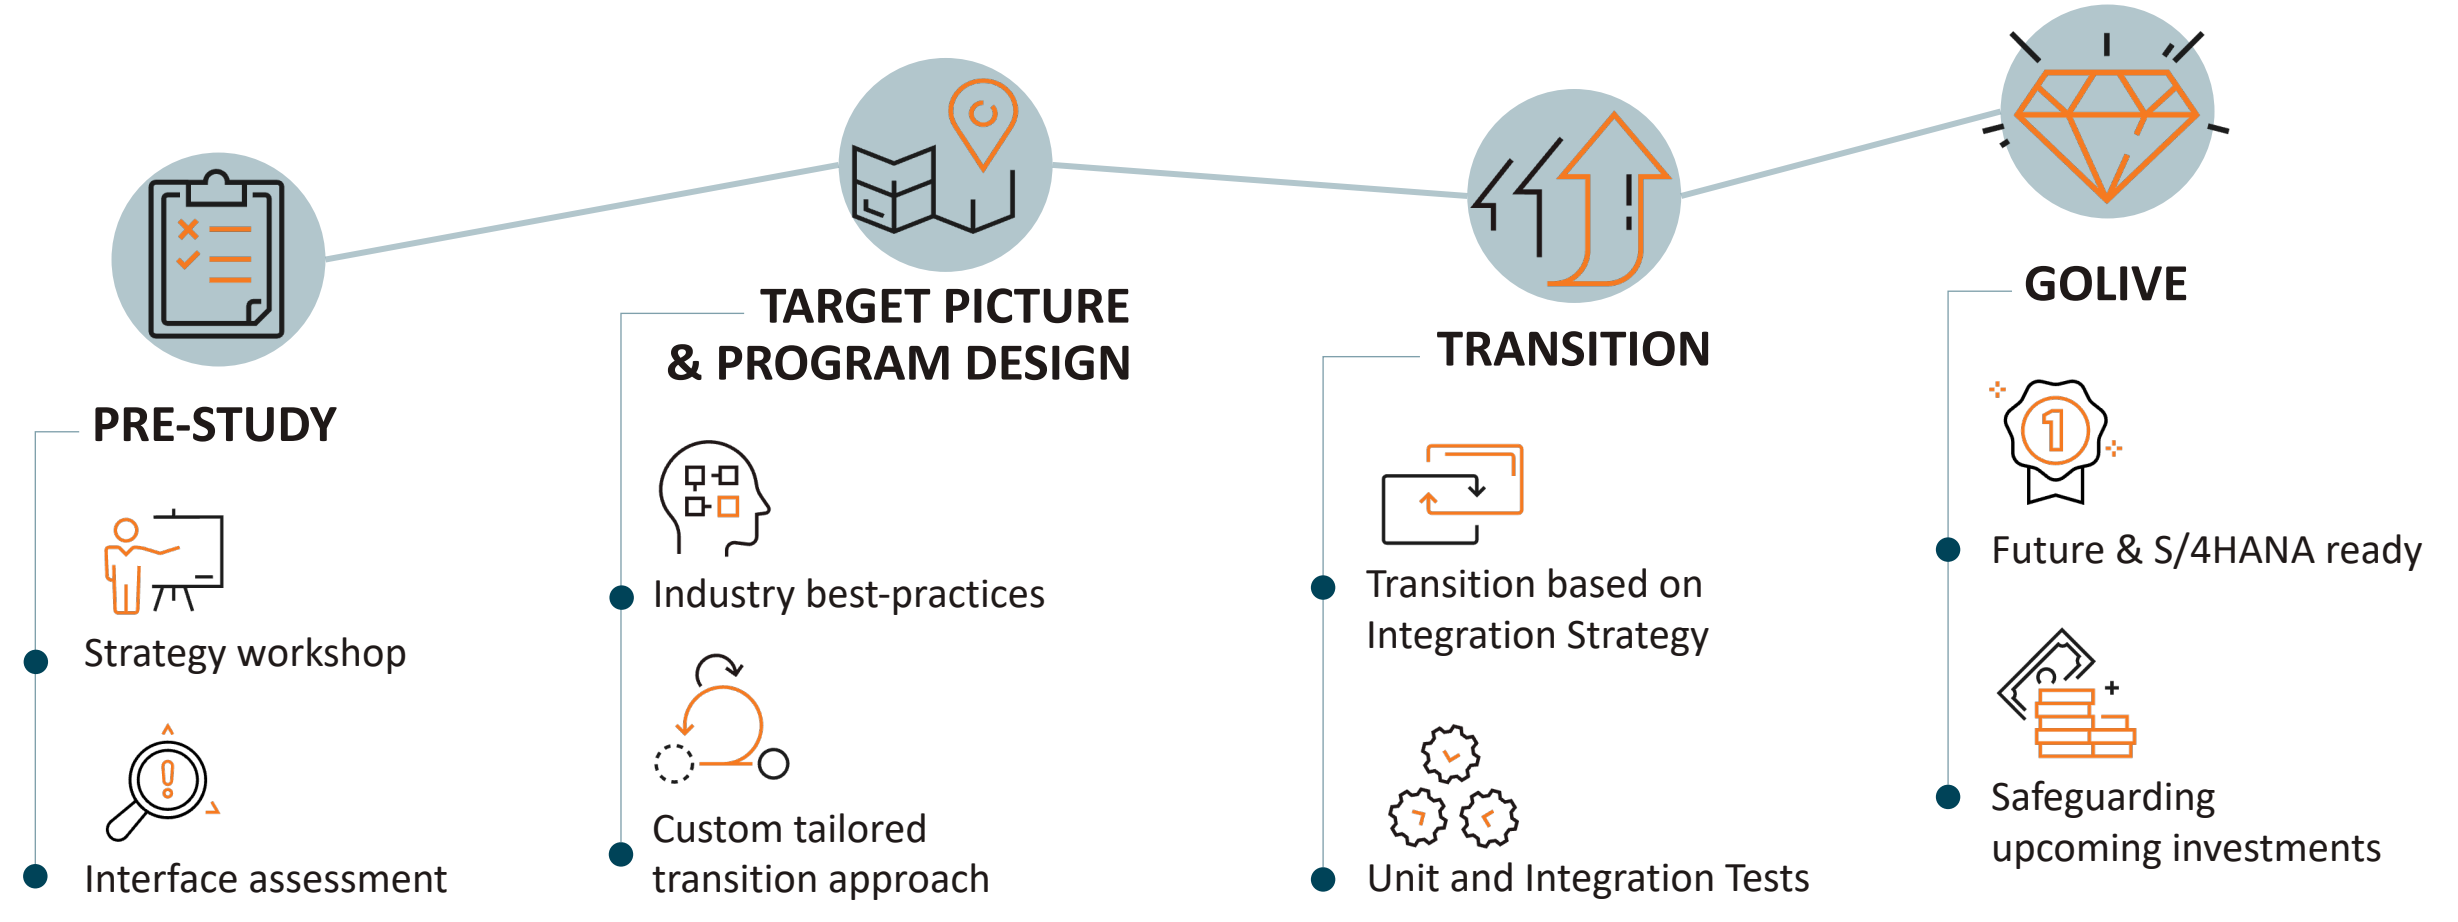 PRE-STUDY
Strategy workshop
Interface assessment
TARGET PICTURE
& PROGRAM DESIGN
Industry best-practices
Custom tailored
transition approach
TRANSITION
Transition based on
Integration Strategy
Unit and Integration Tests
GOLIVE
1
Future & S/4HANA ready
Safeguarding
upcoming investments